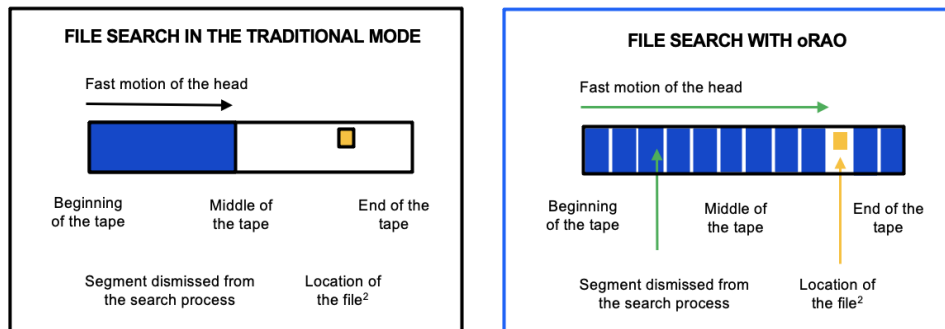 FILE SEARCH IN THE TRADITIONAL MODE
Fast motion of the head
Beginning
of the tape
Middle of
the tape
End of the
tape
Segment dismissed from
the search process
Location of
the file²
FILE SEARCH WITH oRAO
Fast motion of the head
Beginning
of the tape
Middle of
the tape
End of the
tape
Segment dismissed from
the search process
Location of
the file²